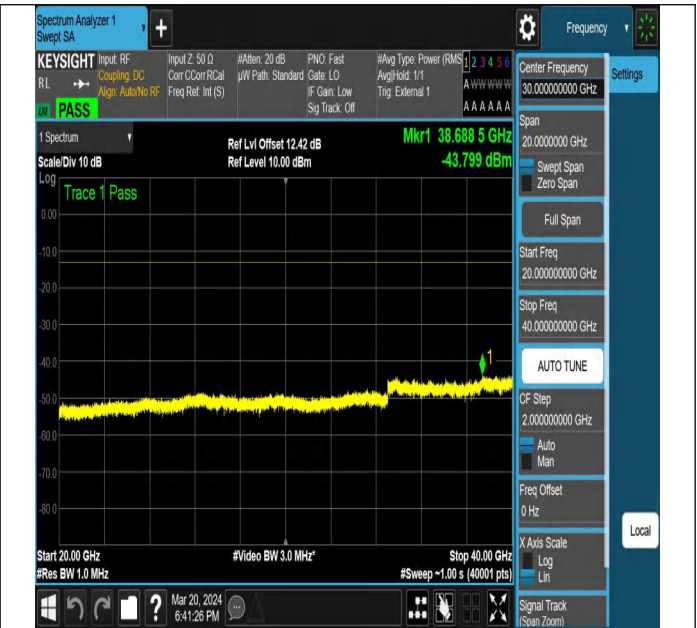 Spectrum Analyzer 1
Swept SA
+
Frequency
KEYSIGHT
Input: RF
Input Z: 50 Ω
#Atten: 20 dB
PNO: Fast
#Avg Type: Power (RMS
1 2 3 4 5 6
RL
Coupling: DC
Corr CCorr RCal
µW Path: Standard
Gate: LO
Avg|Hold: 1/1
Align: Auto/No RF
Freq Ref: Int (S)
IF Gain: Low
Trig: External 1
A W W W W W
PASS
Sig Track: Off
A A A A A A
1 Spectrum
Ref Lvl Offset 12.42 dB
Mkr1 38.688 5 GHz
Scale/Div 10 dB
Ref Level 10.00 dBm
-43.799 dBm
Log
Trace 1 Pass
0.00
-10.0
-20.0
-30.0
-40.0
1
-50.0
-60.0
-70.0
-80.0
Start 20.00 GHz
#Video BW 3.0 MHz*
Stop 40.00 GHz
#Res BW 1.0 MHz
#Sweep ~1.00 s (40001 pts)
?
Mar 20, 2024
6:41:26 PM
Center Frequency
30.000000000 GHz
Settings
Span
20.0000000 GHz
Swept Span
Zero Span
Full Span
Start Freq
20.000000000 GHz
Stop Freq
40.000000000 GHz
AUTO TUNE
CF Step
2.000000000 GHz
Auto
Man
Freq Offset
0 Hz
Local
X Axis Scale
Log
Lin
Signal Track
(Span Zoom)